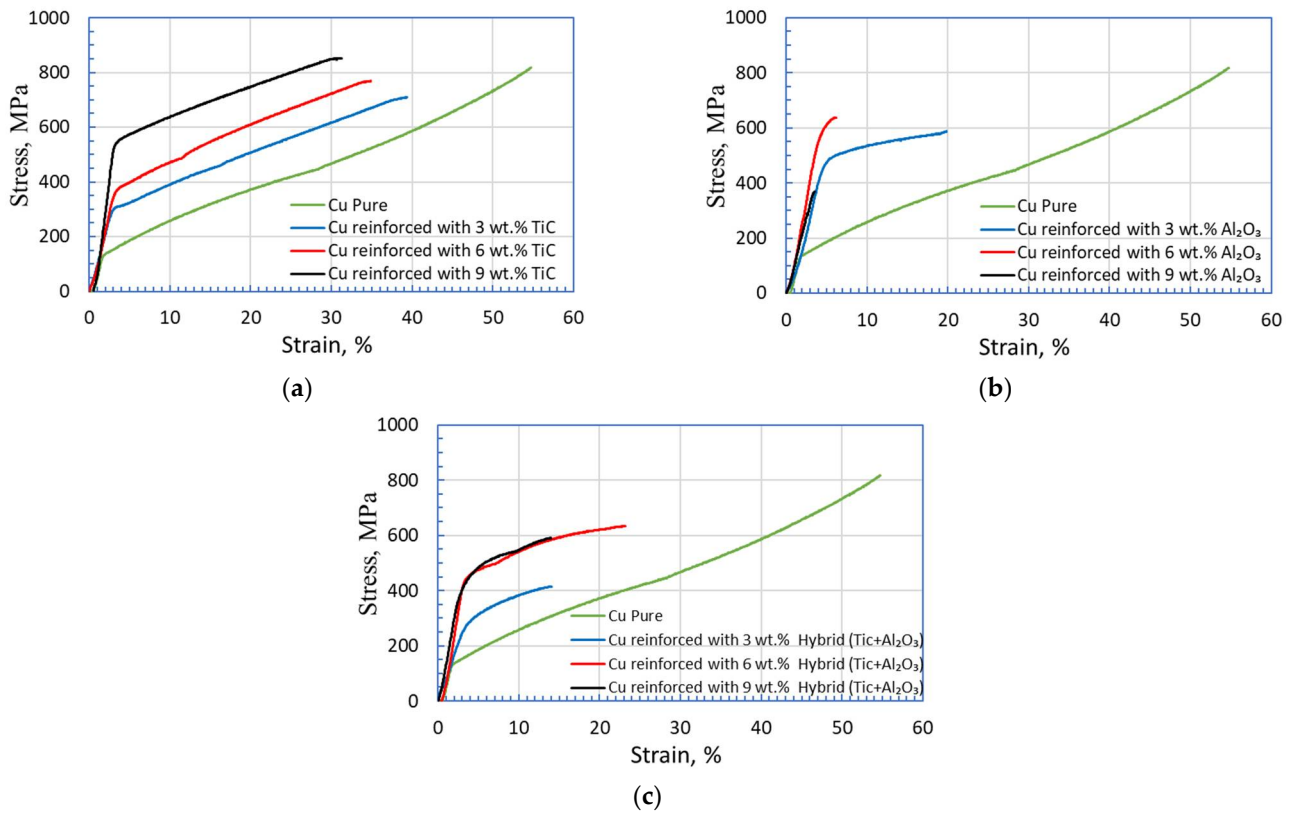 1000
800
600
400
200
0
Stress, MPa
Cu Pure
Cu reinforced with 3 wt.% TiC
Cu reinforced with 6 wt.% TiC
Cu reinforced with 9 wt.% TiC
0 10 20 30 40 50 60
Strain, %
(a)
1000
800
600
400
200
0
Stress, MPa
Cu Pure
Cu reinforced with 3 wt.% Al₂O₃
Cu reinforced with 6 wt.% Al₂O₃
Cu reinforced with 9 wt.% Al₂O₃
0 10 20 30 40 50 60
Strain, %
(b)
1000
800
600
400
200
0
Stress, MPa
Cu Pure
Cu reinforced with 3 wt.% Hybrid (Tic+Al₂O₃)
Cu reinforced with 6 wt.% Hybrid (Tic+Al₂O₃)
Cu reinforced with 9 wt.% Hybrid (Tic+Al₂O₃)
0 10 20 30 40 50 60
Strain, %
(c)